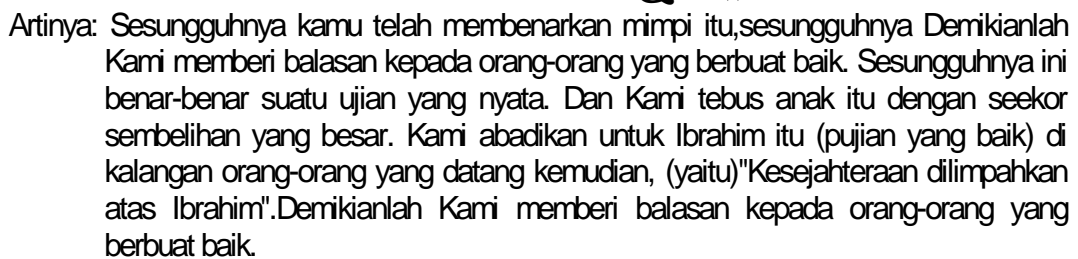 Artinya: Sesungguhnya kamu telah membenarkan mimpi itu,sesungguhnya Demikianlah
Kami memberi balasan kepada orang-orang yang berbuat baik. Sesungguhnya ini
benar-benar suatu ujian yang nyata. Dan Kami tebus anak itu dengan seekor
sembelihan yang besar. Kami abadikan untuk Ibrahim itu (pujian yang baik) di
kalangan orang-orang yang datang kemudian, (yaitu)"Kesejahteraan dilimpahkan
atas Ibrahim".Demikianlah Kami memberi balasan kepada orang-orang yang
berbuat baik.